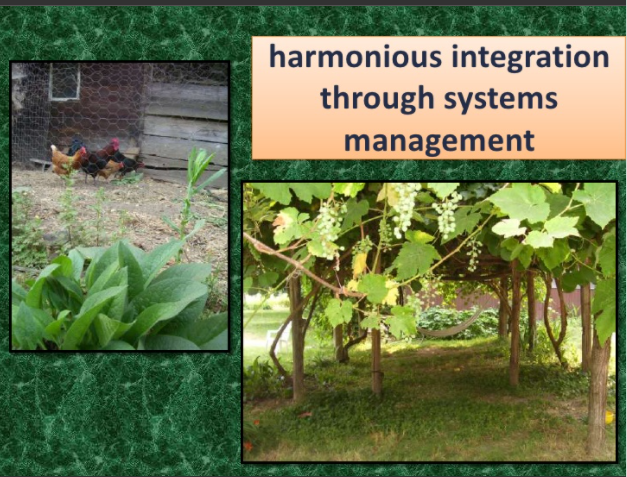 harmonious integration
through systems
management